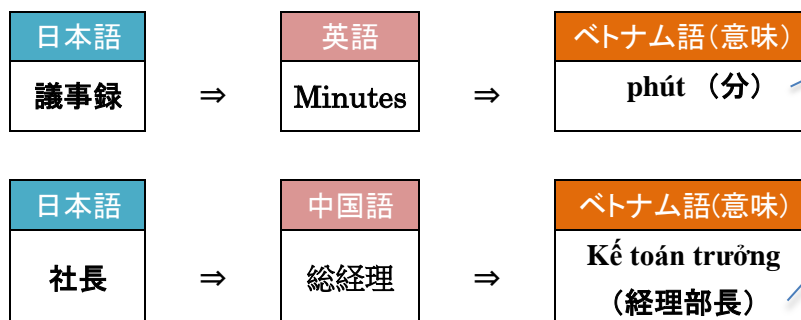 日本語 英語 ベトナム語(意味)
議事録 ⇒ Minutes ⇒ phút （分）
日本語 中国語 ベトナム語(意味)
社長 ⇒ 総経理 ⇒ Kế toán trưởng
（経理部長）